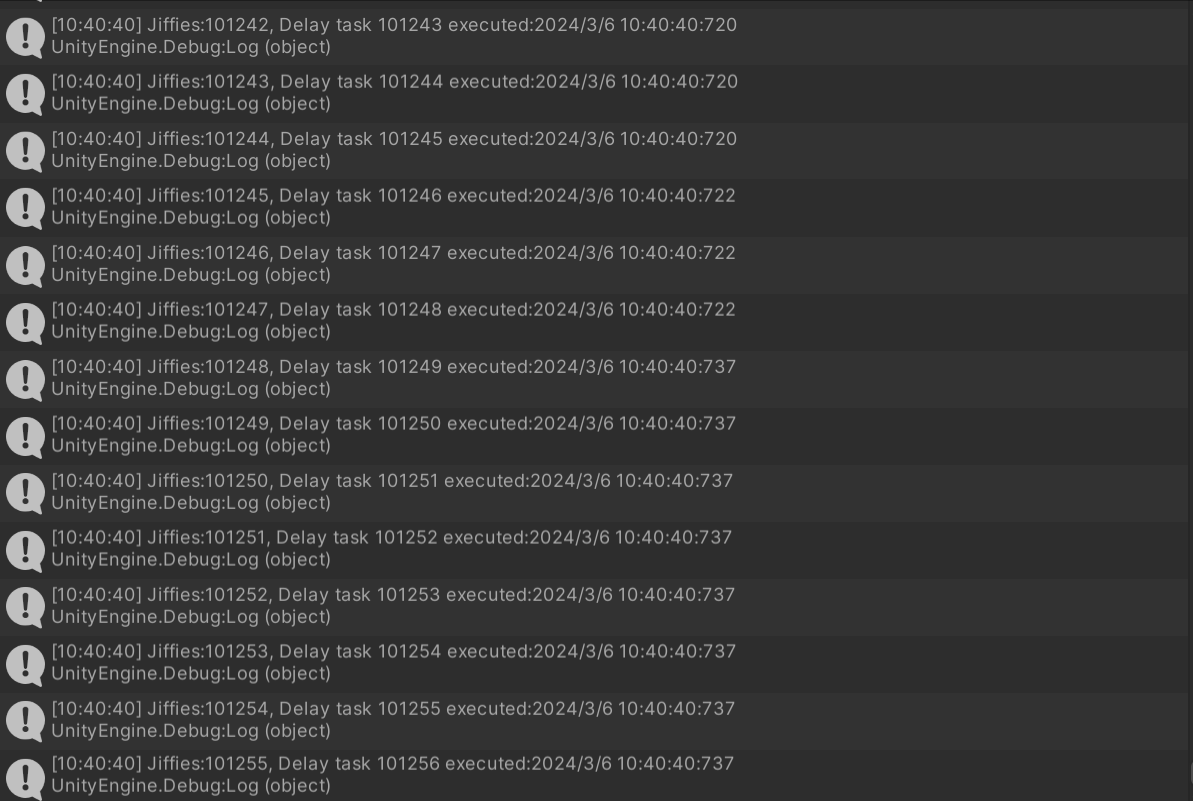 [10:40:40] Jiffies:101242, Delay task 101243 executed:2024/3/6 10:40:40:720
UnityEngine.Debug:Log (object)
[10:40:40] Jiffies:101243, Delay task 101244 executed:2024/3/6 10:40:40:720
UnityEngine.Debug:Log (object)
[10:40:40] Jiffies:101244, Delay task 101245 executed:2024/3/6 10:40:40:720
UnityEngine.Debug:Log (object)
[10:40:40] Jiffies:101245, Delay task 101246 executed:2024/3/6 10:40:40:722
UnityEngine.Debug:Log (object)
[10:40:40] Jiffies:101246, Delay task 101247 executed:2024/3/6 10:40:40:722
UnityEngine.Debug:Log (object)
[10:40:40] Jiffies:101247, Delay task 101248 executed:2024/3/6 10:40:40:722
UnityEngine.Debug:Log (object)
[10:40:40] Jiffies:101248, Delay task 101249 executed:2024/3/6 10:40:40:737
UnityEngine.Debug:Log (object)
[10:40:40] Jiffies:101249, Delay task 101250 executed:2024/3/6 10:40:40:737
UnityEngine.Debug:Log (object)
[10:40:40] Jiffies:101250, Delay task 101251 executed:2024/3/6 10:40:40:737
UnityEngine.Debug:Log (object)
[10:40:40] Jiffies:101251, Delay task 101252 executed:2024/3/6 10:40:40:737
UnityEngine.Debug:Log (object)
[10:40:40] Jiffies:101252, Delay task 101253 executed:2024/3/6 10:40:40:737
UnityEngine.Debug:Log (object)
[10:40:40] Jiffies:101253, Delay task 101254 executed:2024/3/6 10:40:40:737
UnityEngine.Debug:Log (object)
[10:40:40] Jiffies:101254, Delay task 101255 executed:2024/3/6 10:40:40:737
UnityEngine.Debug:Log (object)
[10:40:40] Jiffies:101255, Delay task 101256 executed:2024/3/6 10:40:40:737
UnityEngine.Debug:Log (object)